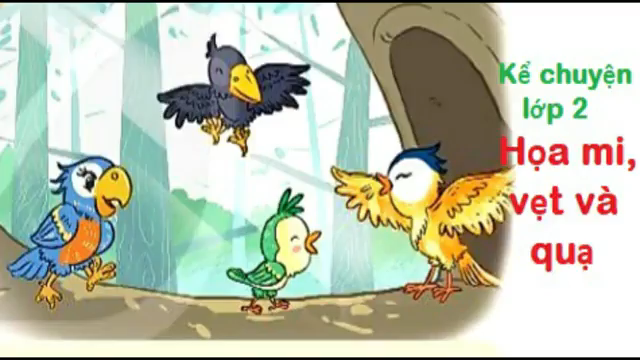 Kể chuyện
lớp 2
Họa mi,
vẹt và
quạ